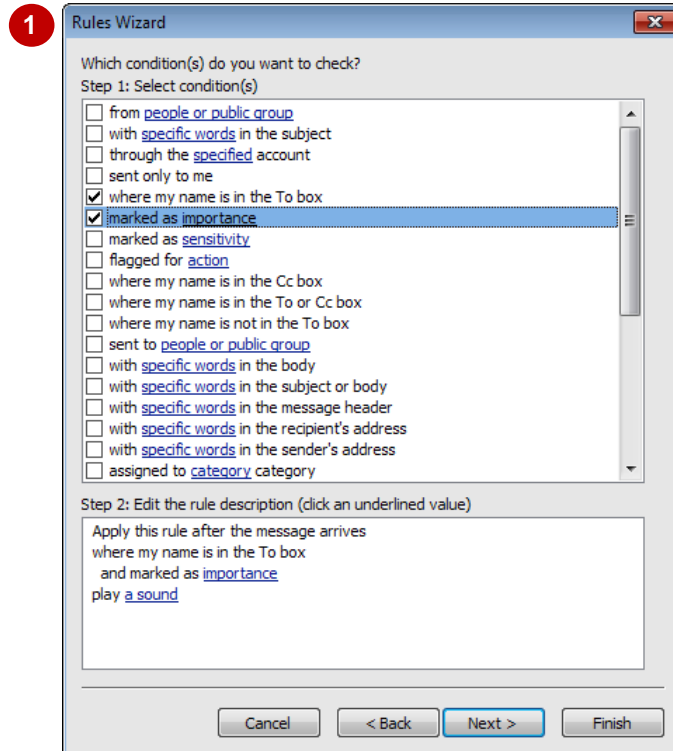 1
Rules Wizard
Which condition(s) do you want to check?
Step 1: Select condition(s)
from people or public group
with specific words in the subject
through the specified account
sent only to me
where my name is in the To box
marked as importance
marked as sensitivity
flagged for action
where my name is in the Cc box
where my name is in the To or Cc box
where my name is not in the To box
sent to people or public group
with specific words in the body
with specific words in the subject or body
with specific words in the message header
with specific words in the recipient's address
with specific words in the sender's address
assigned to category category
Step 2: Edit the rule description (click an underlined value)
Apply this rule after the message arrives
where my name is in the To box
and marked as importance
play a sound
Cancel < Back Next > Finish